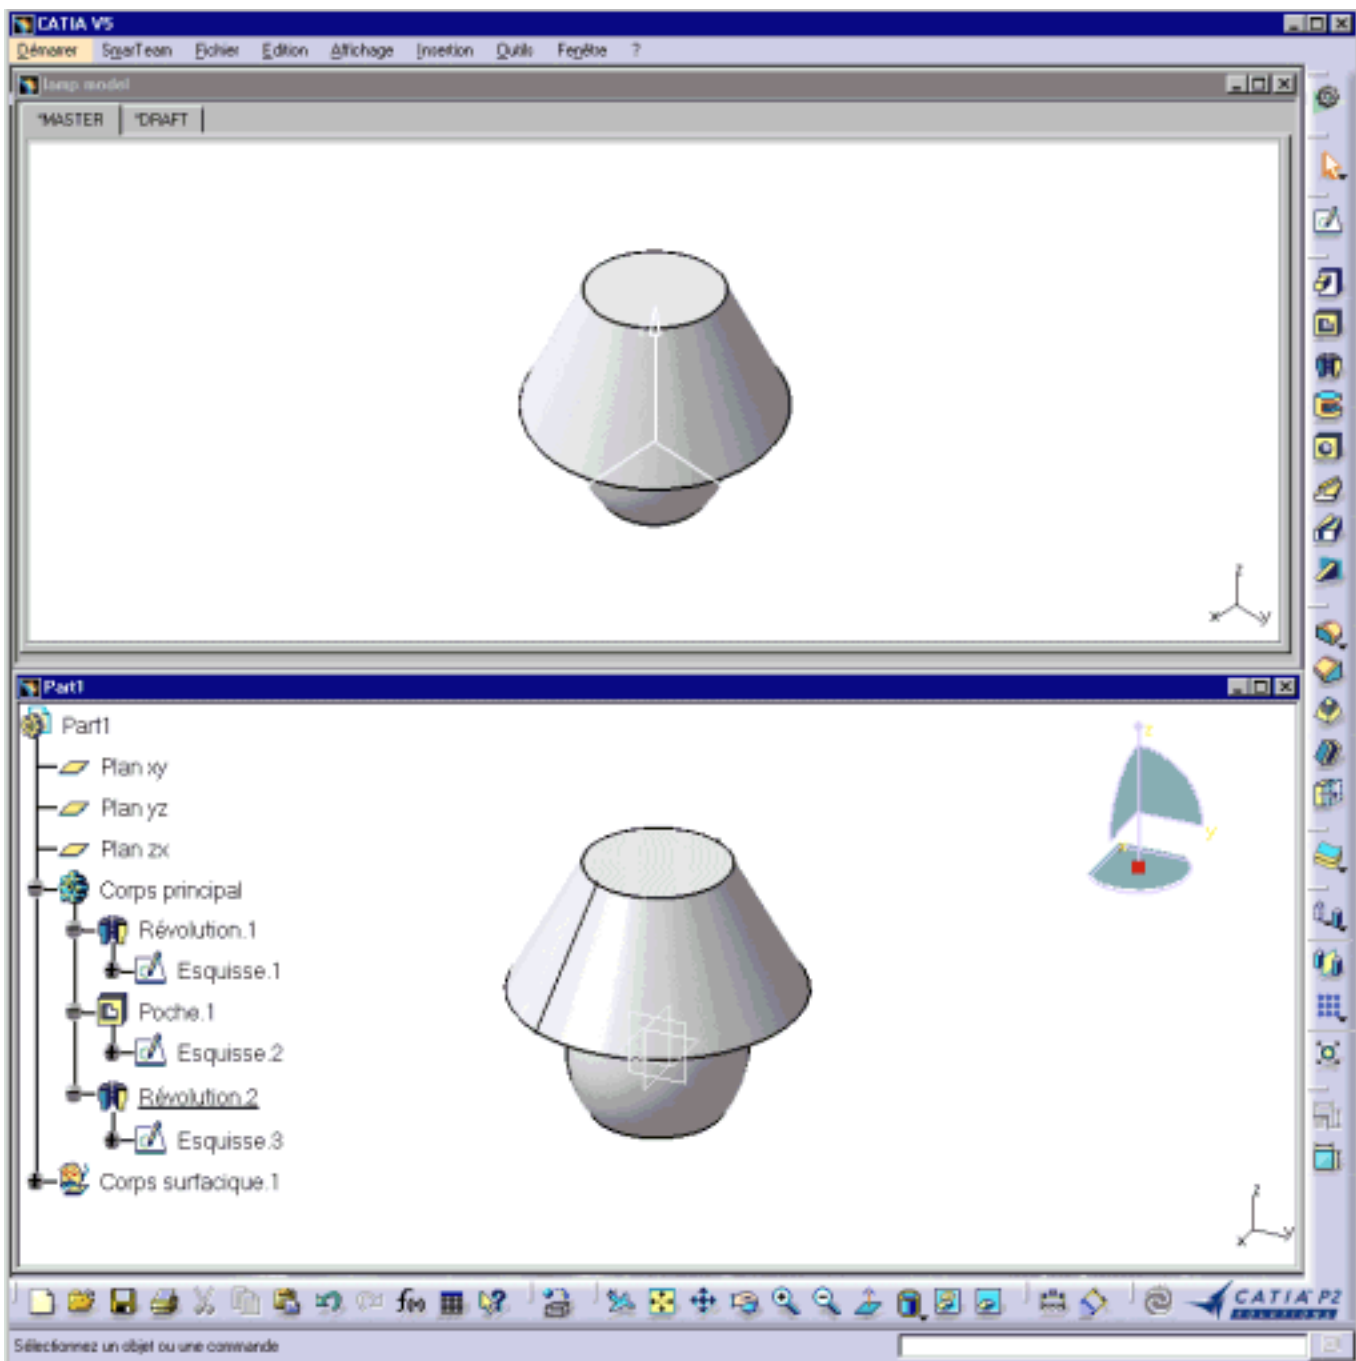 CATIA V5
Démarrer SmarTeam Fichier Edition Affichage Insertion Outils Fenêtre ?
lamp model
*MASTER *DRAFT
z
x y
Part1
Part1
z
Plan xy
Plan yz
y
Plan zx
Corps principal
Révolution.1
Esquisse.1
Poche.1
Esquisse.2
Révolution.2
Esquisse.3
Corps surfacique.1
z
x y
f(x)
CATIA P2
SOLUTIONS
Sélectionnez un objet ou une commande